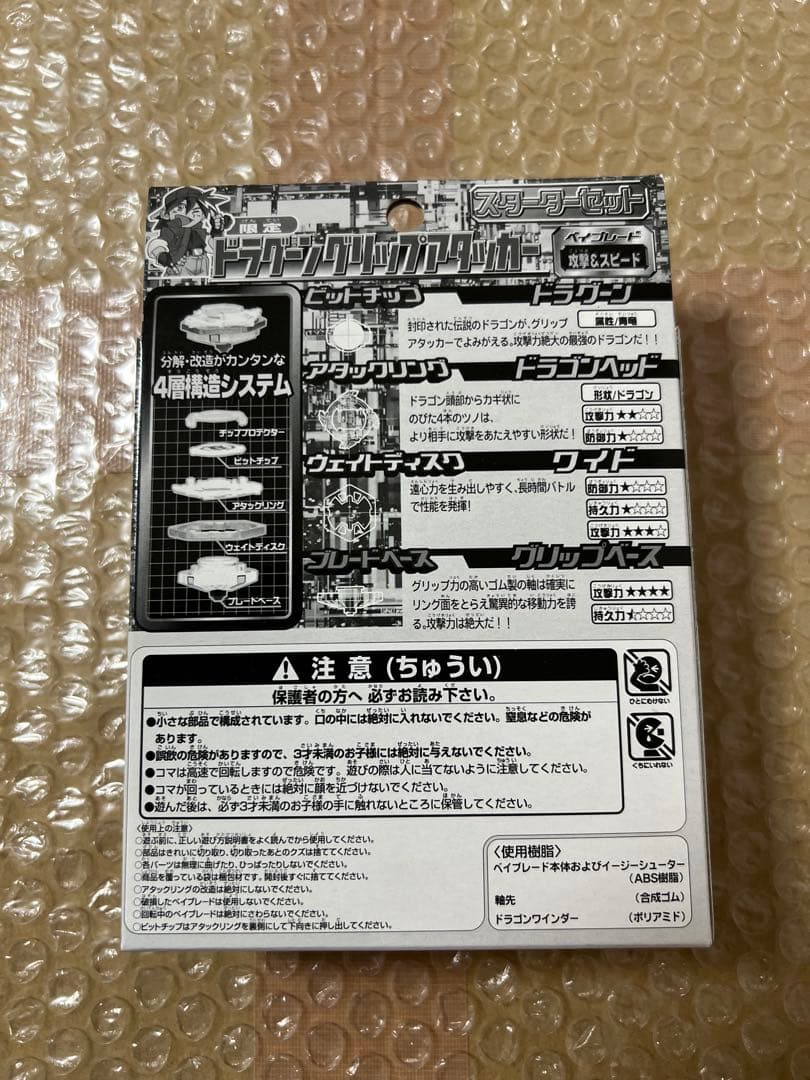 スターターセット
限定
げんてい
ドラグーングリップアタッカー
ベイブレード
攻撃&スピード
分解・改造がカンタンな
4層構造システム
チッププロテクター
ビットチップ
アタックリング
ウェイトディスク
ブレードベース
ビットチップ ドラグーン
封印された伝説のドラゴンが、グリップ
アタッカーでよみがえる。攻撃力絶大の最強のドラゴンだ!!
属性/青竜
アタックリング ドラゴンヘッド
ドラゴン頭部からカギ状に
のびた4本のツノは、
より相手に攻撃をあたえやすい形状だ!
形状/ドラゴン
攻撃力★★☆☆
防御力★☆☆☆
ウェイトディスク ワイド
遠心力を生み出しやすく、長時間バトル
で性能を発揮!
防御力★☆☆☆
持久力★☆☆☆
攻撃力★★★☆
ブレードベース グリップベース
グリップ力の高いゴム製の軸は確実に
リング面をとらえ驚異的な移動力を誇
る。攻撃力は絶大だ!!
攻撃力★★★★
持久力
注意(ちゅうい)
保護者の方へ 必ずお読み下さい。
●小さな部品で構成されています。口の中には絶対に入れないでください。窒息などの危険が
あります。
●誤飲の危険がありますので、3才未満のお子様には絶対に与えないでください。
●コマは高速で回転しますので危険です。遊びの際は人に当てないように注意してください。
●コマが回っているときには絶対に顔を近づけないでください。
●遊んだ後は、必ず3才未満のお子様の手に触れないところに保管してください。
ひとにむけない
くちにいれない
〈使用上の注意〉
○遊ぶ前に、正しい遊び方説明書をよく読んでから使用してください。
○部品はきれいに切り取り、切り取ったあとのクズは捨ててください。
○各パーツは無理に曲げたり、ひっぱったりしないでください。
○商品を覆っている袋は梱包材です。開封後すぐに捨ててください。
○アタックリングの改造は絶対にしないでください。
○破損したベイブレードは使用しないでください。
○回転中のベイブレードは絶対にさわらないでください。
○ビットチップはアタックリングを裏側にして下向きに押し出してください。
〈使用樹脂〉
ベイブレード本体およびイージーシューター
(ABS樹脂)
軸先 (合成ゴム)
ドラゴンワインダー (ポリアミド)